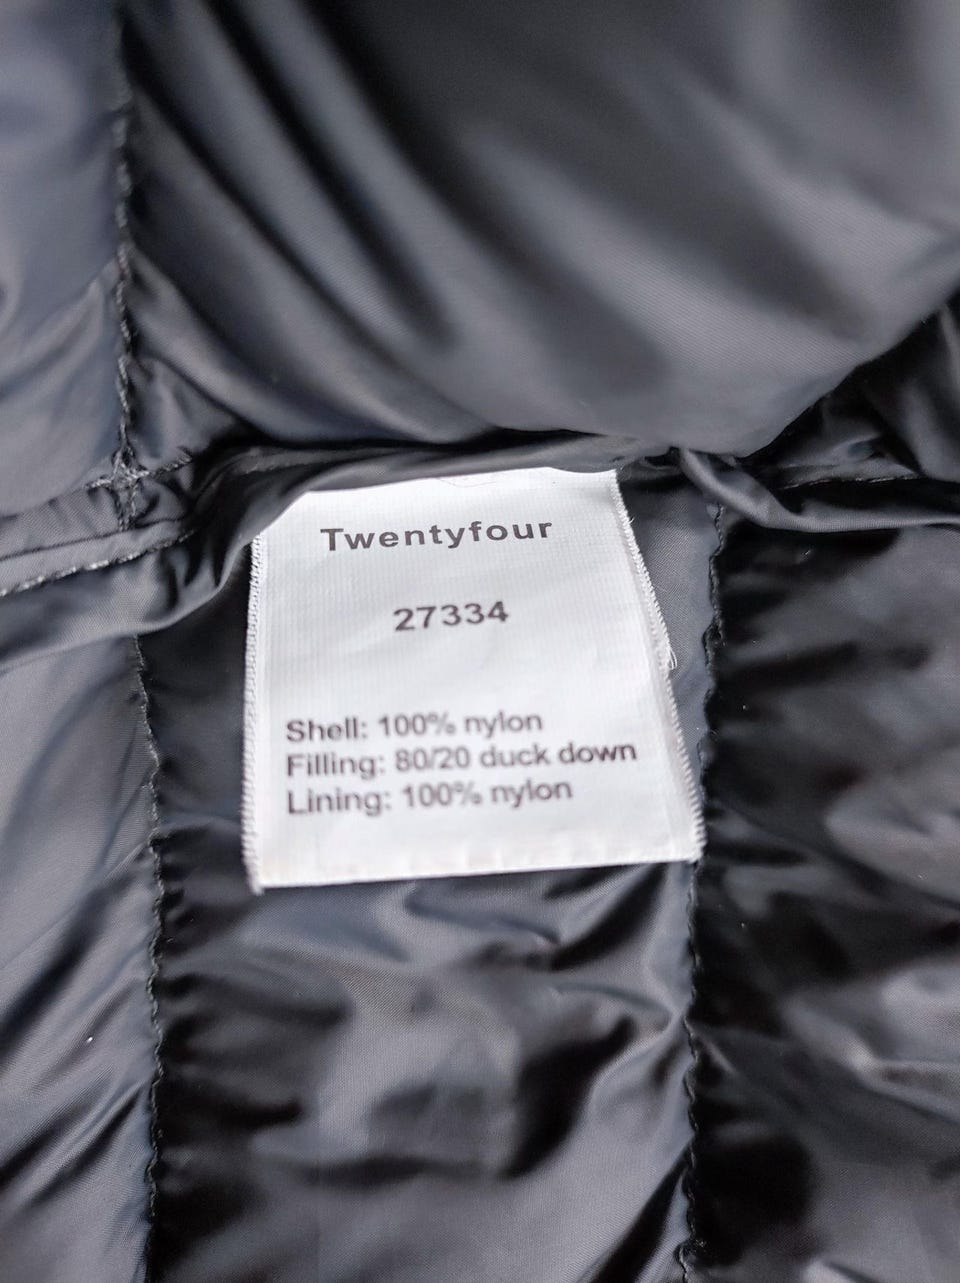 Twentyfour
27334
Shell: 100% nylon
Filling: 80/20 duck down
Lining: 100% nylon